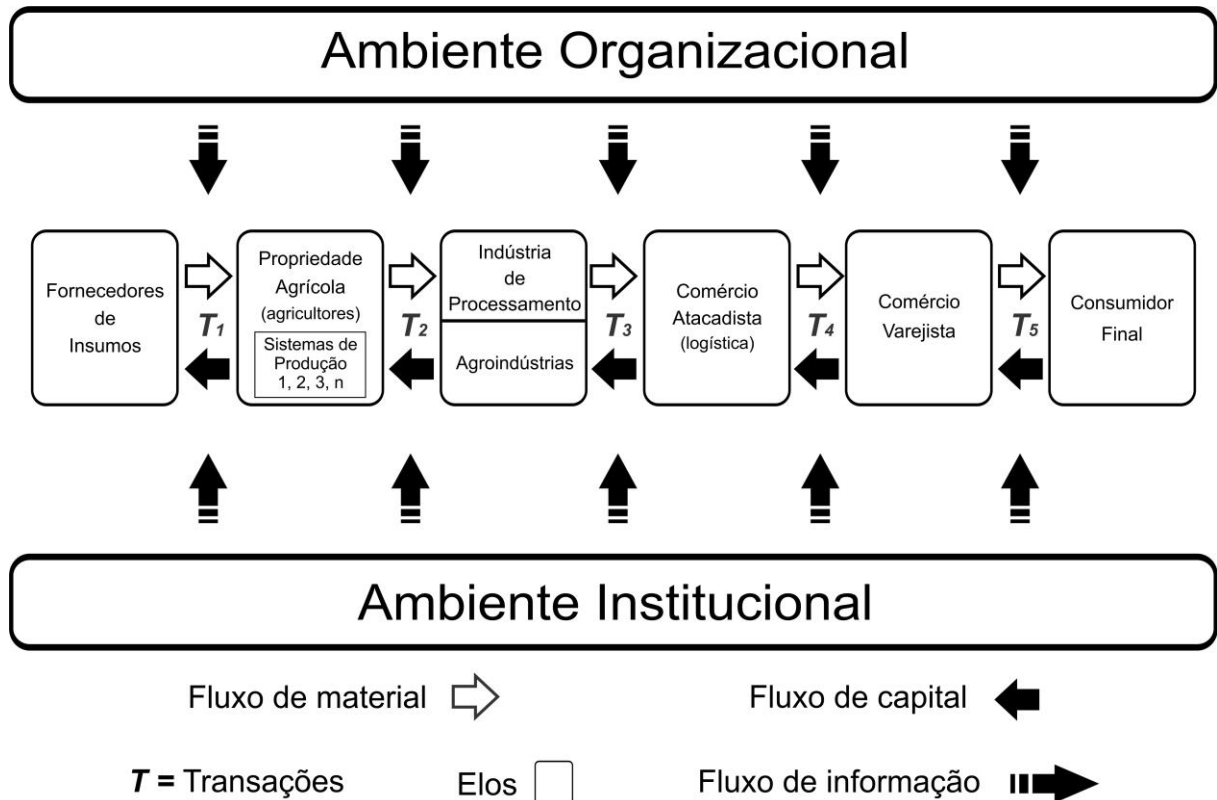 Ambiente Organizacional
Fornecedores
de
Insumos
T1
Propriedade
Agrícola
(agricultores)
Sistemas de
Produção
1, 2, 3, n
T2
Indústria
de
Processamento
Agroindústrias
T3
Comércio
Atacadista
(logística)
T4
Comércio
Varejista
T5
Consumidor
Final
Ambiente Institucional
Fluxo de material
Fluxo de capital
T = Transações
Elos
Fluxo de informação